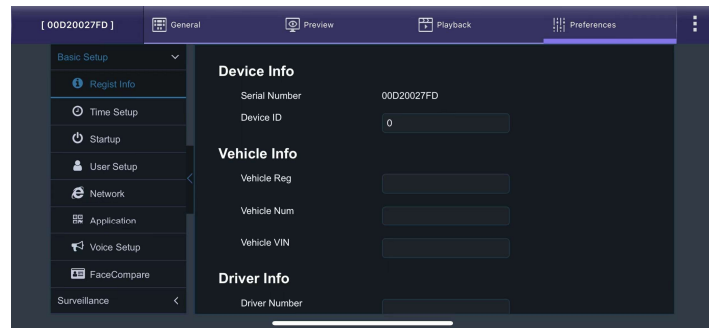 [ 00D20027FD ] General Preview Playback Preferences
Basic Setup
Regist Info
Time Setup
Startup
User Setup
Network
Application
Voice Setup
FaceCompare
Surveillance
Device Info
Serial Number 00D20027FD
Device ID 0
Vehicle Info
Vehicle Reg
Vehicle Num
Vehicle VIN
Driver Info
Driver Number